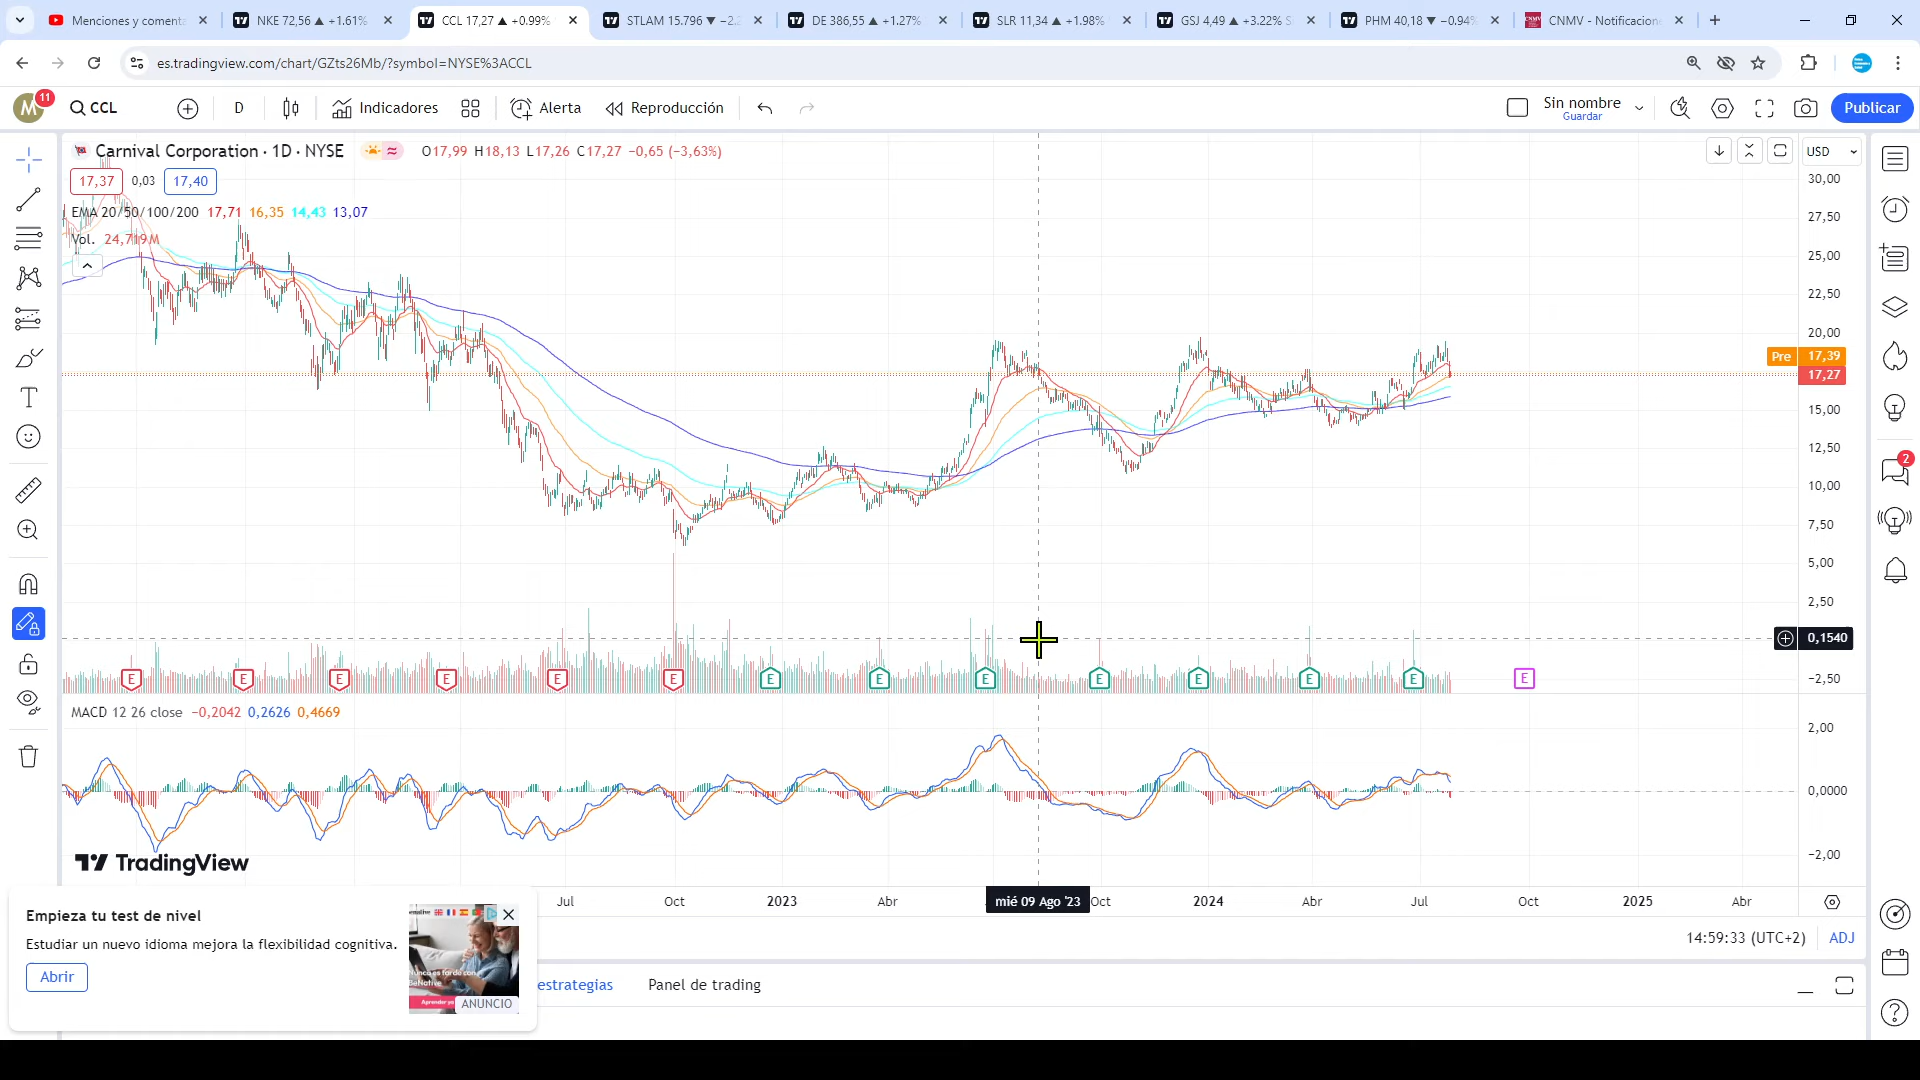 Menciones y comenta
NKE 72,56 ▲ +1.61%
CCL 17,27 ▲ +0.99%
STLAM 15.796 ▼ −2.
DE 386,55 ▲ +1.27%
SLR 11,34 ▲ +1.98%
GSJ 4,49 ▲ +3.22% S
PHM 40,18 ▼ −0.94%
CNMV - Notificacion
es.tradingview.com/chart/GZts26Mb/?symbol=NYSE%3ACCL
M 11
CCL
D
Indicadores
Alerta
Reproducción
Sin nombre
Guardar
Publicar
Carnival Corporation · 1D · NYSE
O17,99 H18,13 L17,26 C17,27 −0,65 (−3,63%)
USD
17,37 0,03 17,40
EMA 20/50/100/200 17,71 16,35 14,43 13,07
Vol. 24,719M
30,00
27,50
25,00
22,50
20,00
Pre 17,39
17,27
15,00
12,50
10,00
7,50
5,00
2,50
0,1540
−2,50
2
E E E E E E E E E E E E E E
MACD 12 26 close −0,2042 0,2626 0,4669
2,00
0,0000
−2,00
TradingView
Jul Oct 2023 Abr mié 09 Ago '23 Oct 2024 Abr Jul Oct 2025 Abr
14:59:33 (UTC+2) ADJ
Empieza tu test de nivel
Estudiar un nuevo idioma mejora la flexibilidad cognitiva.
Abrir
ANUNCIO
estrategias
Panel de trading